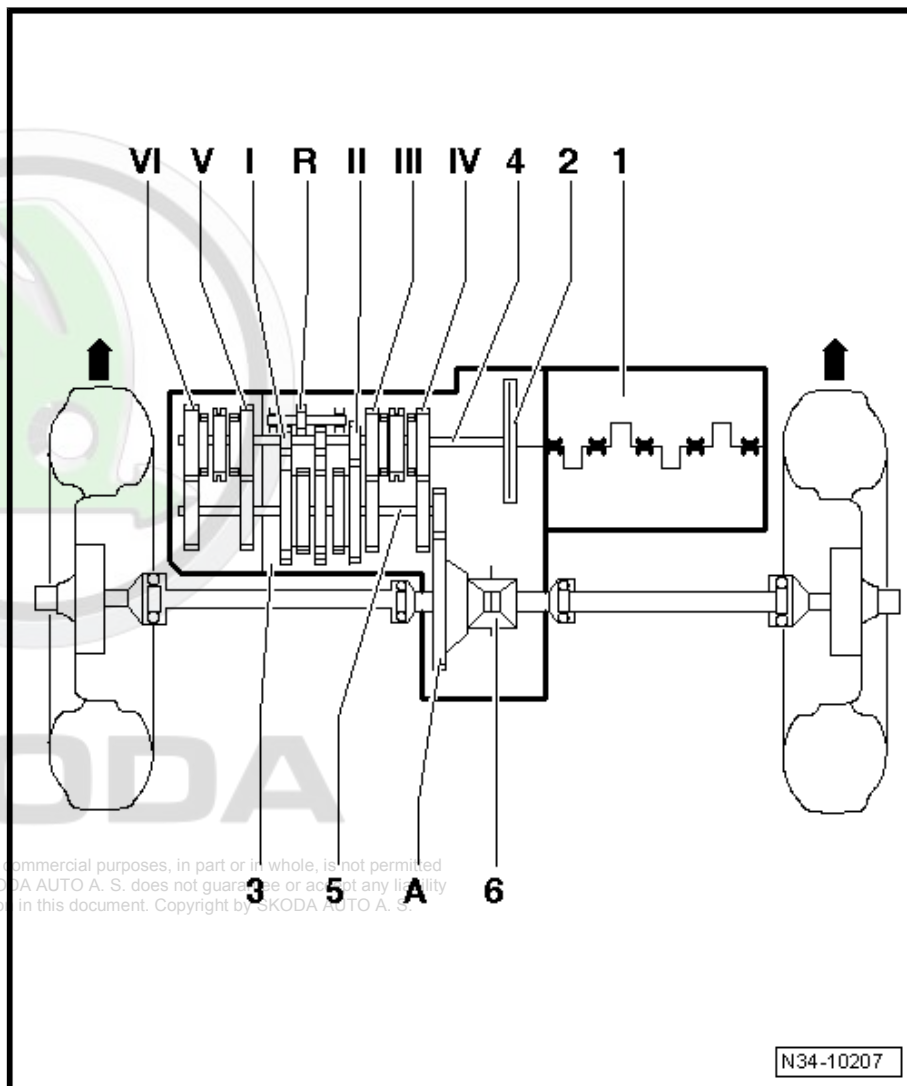 VI V I R II III IV 4 2 1
ODA
commercial purposes, in part or in whole, is not permitted
DA AUTO A. S. does not guarantee or accept any liability
in this document. Copyright by ŠKODA AUTO A. S.
3 5 A 6
N34-10207